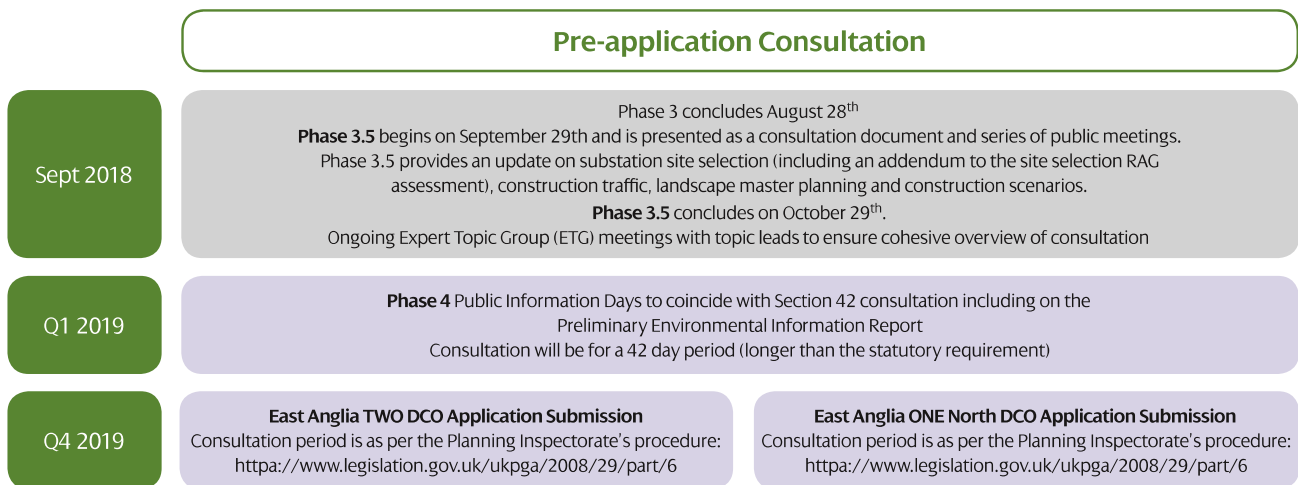 Pre-application Consultation
Sept 2018
Phase 3 concludes August 28th
Phase 3.5 begins on September 29th and is presented as a consultation document and series of public meetings.
Phase 3.5 provides an update on substation site selection (including an addendum to the site selection RAG
assessment), construction traffic, landscape master planning and construction scenarios.
Phase 3.5 concludes on October 29th.
Ongoing Expert Topic Group (ETG) meetings with topic leads to ensure cohesive overview of consultation
Q1 2019
Phase 4 Public Information Days to coincide with Section 42 consultation including on the
Preliminary Environmental Information Report
Consultation will be for a 42 day period (longer than the statutory requirement)
Q4 2019
East Anglia TWO DCO Application Submission
Consultation period is as per the Planning Inspectorate's procedure:
httpa://www.legislation.gov.uk/ukpga/2008/29/part/6
East Anglia ONE North DCO Application Submission
Consultation period is as per the Planning Inspectorate's procedure:
httpa://www.legislation.gov.uk/ukpga/2008/29/part/6